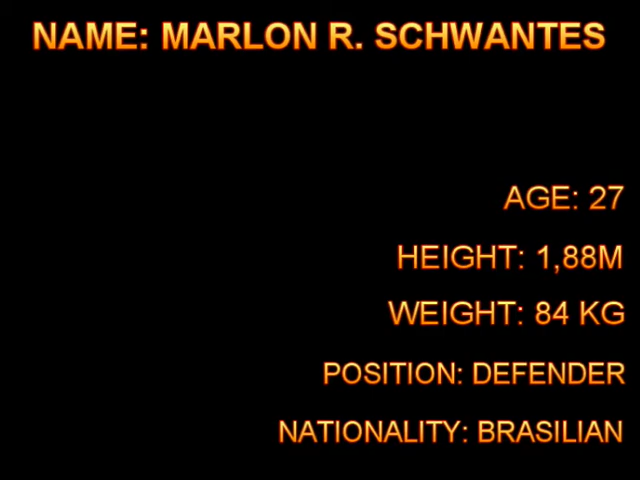 NAME: MARLON R. SCHWANTES
AGE: 27
HEIGHT: 1,88M
WEIGHT: 84 KG
POSITION: DEFENDER
NATIONALITY: BRASILIAN